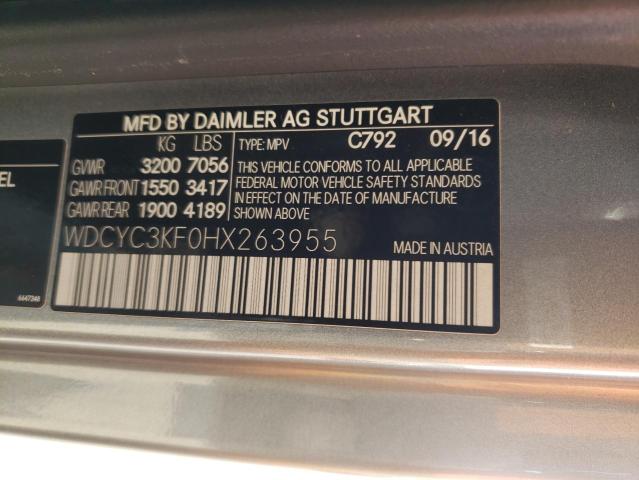 MFD BY DAIMLER AG STUTTGART
KG LBS
GVWR 3200 7056
GAWR FRONT 1550 3417
GAWR REAR 1900 4189
TYPE: MPV C792 09/16
THIS VEHICLE CONFORMS TO ALL APPLICABLE
FEDERAL MOTOR VEHICLE SAFETY STANDARDS
IN EFFECT ON THE DATE OF MANUFACTURE
SHOWN ABOVE
WDCYC3KF0HX263955
MADE IN AUSTRIA
EL
6447348